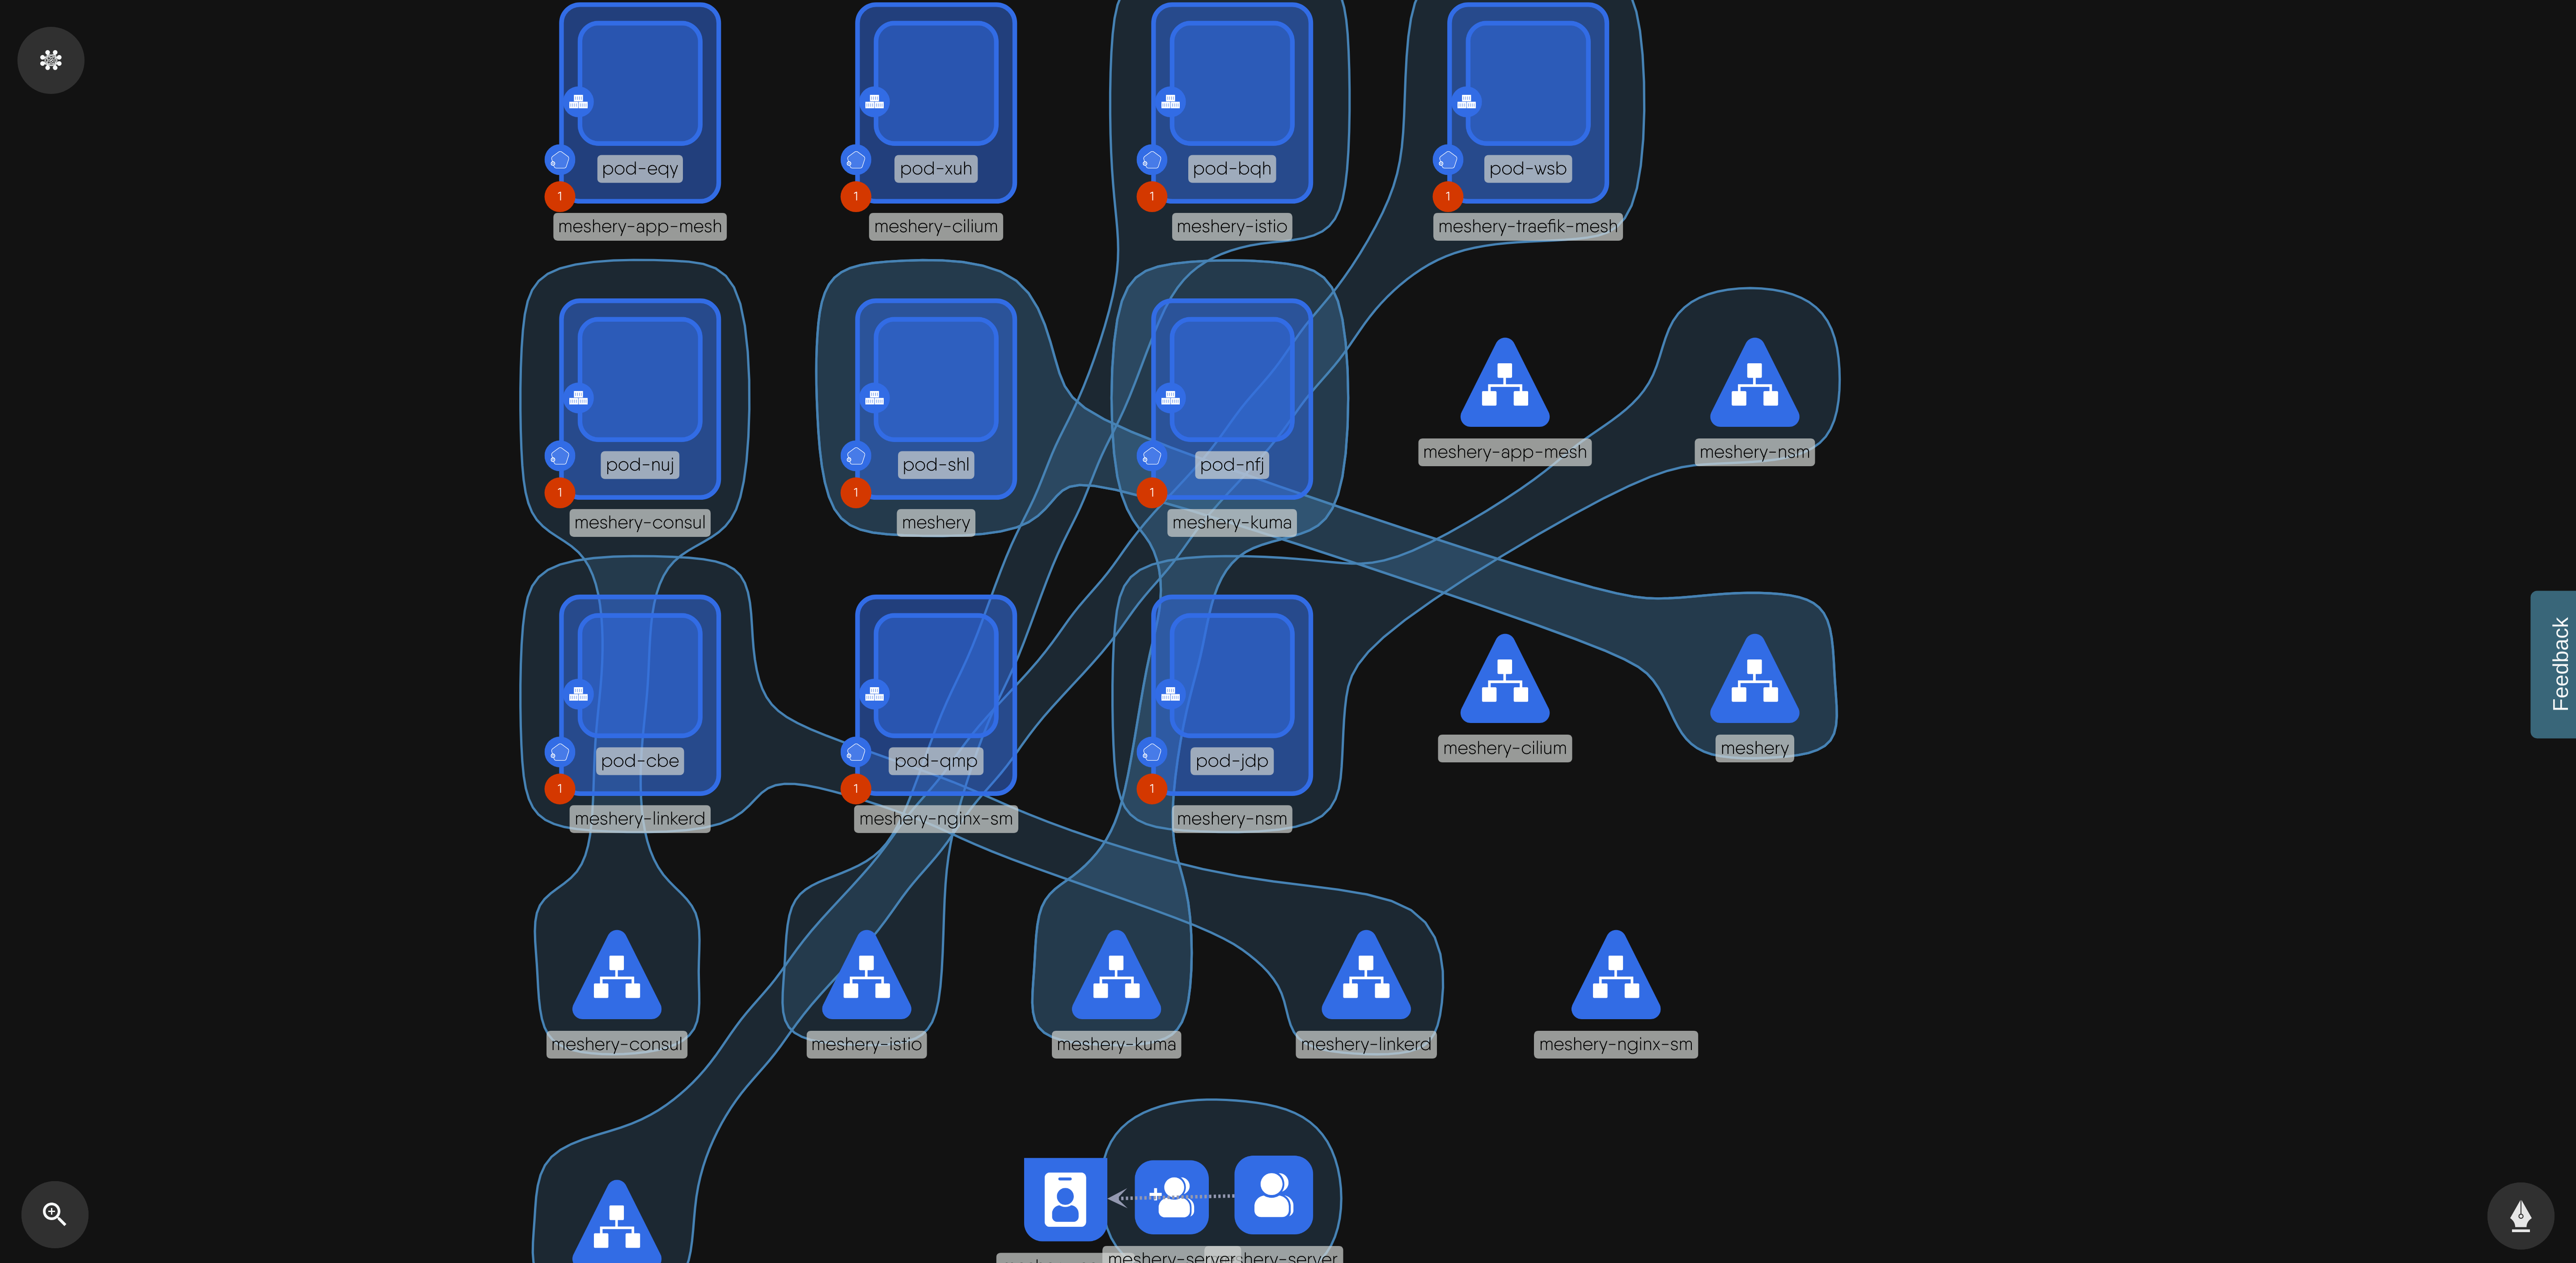 pod-eqy
1
meshery-app-mesh
pod-xuh
1
meshery-cilium
pod-bqh
1
meshery-istio
pod-wsb
1
meshery-traefik-mesh
pod-nuj
1
meshery-consul
pod-shl
1
meshery
pod-nfj
1
meshery-kuma
meshery-app-mesh
meshery-nsm
pod-cbe
1
meshery-linkerd
pod-qmp
1
meshery-nginx-sm
pod-jdp
1
meshery-nsm
meshery-cilium
meshery
Feedback
meshery-consul
meshery-istio
meshery-kuma
meshery-linkerd
meshery-nginx-sm
meshery-server